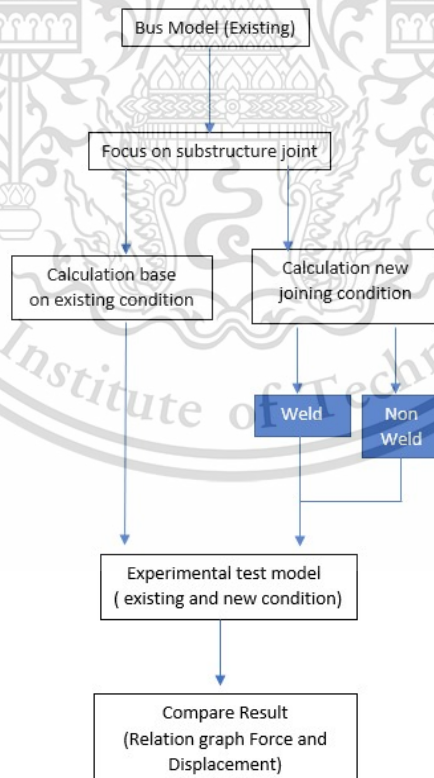 Bus Model (Existing)
Focus on substructure joint
Calculation base
on existing condition
Calculation new
joining condition
Institute of Techn
Weld
Non
Weld
Experimental test model
( existing and new condition)
Compare Result
(Relation graph Force and
Displacement)